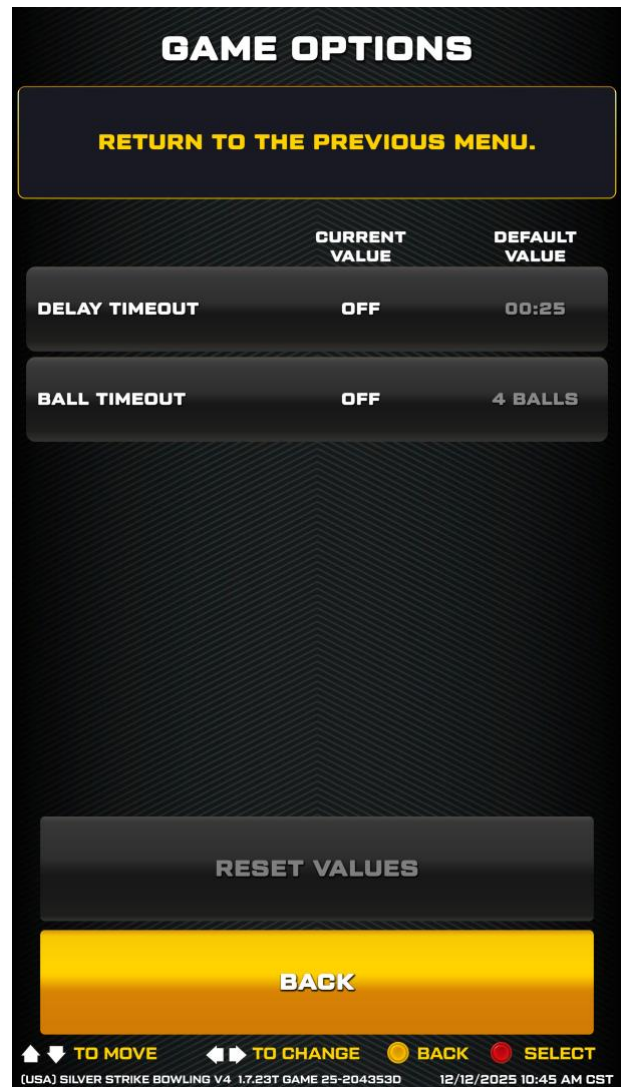 GAME OPTIONS
RETURN TO THE PREVIOUS MENU.
CURRENT VALUE
DEFAULT VALUE
DELAY TIMEOUT OFF 00:25
BALL TIMEOUT OFF 4 BALLS
RESET VALUES
BACK
TO MOVE TO CHANGE BACK SELECT
(USA) SILVER STRIKE BOWLING V4 1.7.23T GAME 25-2043530 12/12/2025 10:45 AM CST